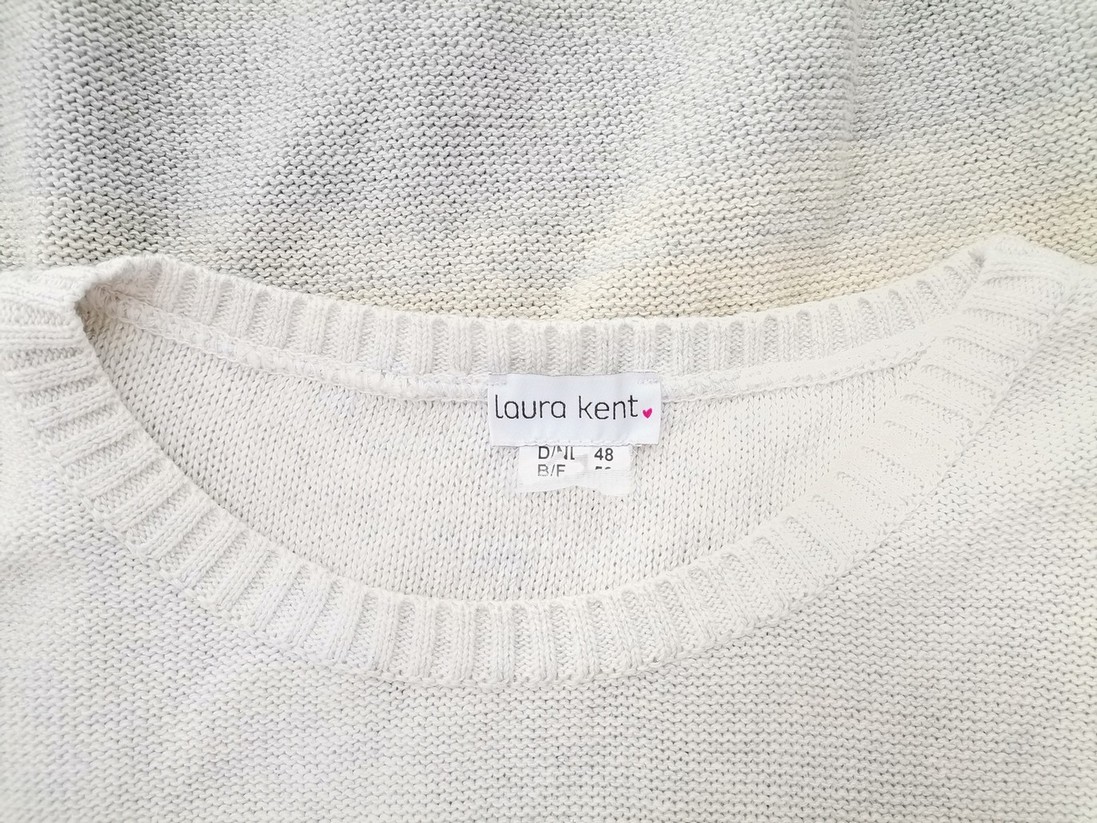 laura kent
D/NL 48
B/F